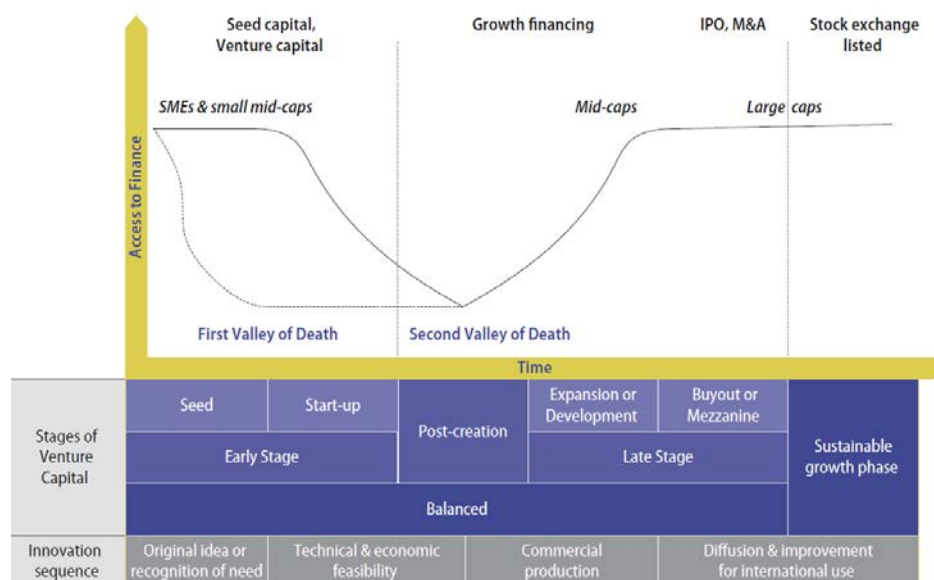 Seed capital,
Venture capital
Growth financing
IPO, M&A
Stock exchange
listed
SMEs & small mid-caps
Mid-caps
Large caps
Access to Finance
First Valley of Death
Second Valley of Death
Time
Stages of
Venture
Capital
Seed
Start-up
Post-creation
Expansion or
Development
Buyout or
Mezzanine
Sustainable
growth phase
Early Stage
Late Stage
Balanced
Innovation
sequence
Original idea or
recognition of need
Technical & economic
feasibility
Commercial
production
Diffusion & improvement
for international use